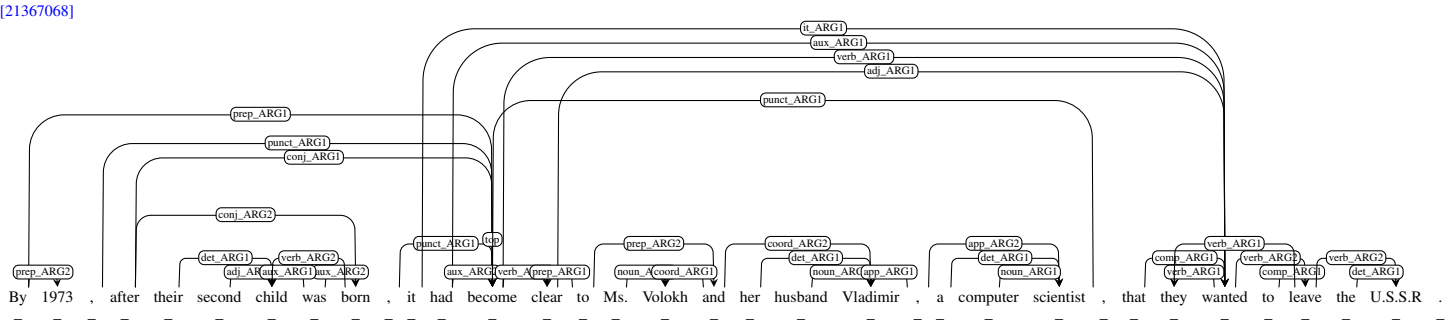 [21367068]
it_ARG1
aux_ARG1
verb_ARG1
adj_ARG1
punct_ARG1
prep_ARG1
punct_ARG1
conj_ARG1
conj_ARG2
punct_ARG1 top prep_ARG2 coord_ARG2 app_ARG2 verb_ARG1
det_ARG1 verb_ARG2 det_ARG1 det_ARG1 comp_ARG1 verb_ARG2 verb_ARG2
prep_ARG2 aux_ARG1 aux_ARG2 prep_ARG1 coord_ARG1 app_ARG1 noun_ARG1 verb_ARG1 comp_ARG1 det_ARG1
By 1973 , after their second child was born , it had become clear to Ms. Volokh and her husband Vladimir , a computer scientist , that they wanted to leave the U.S.S.R .